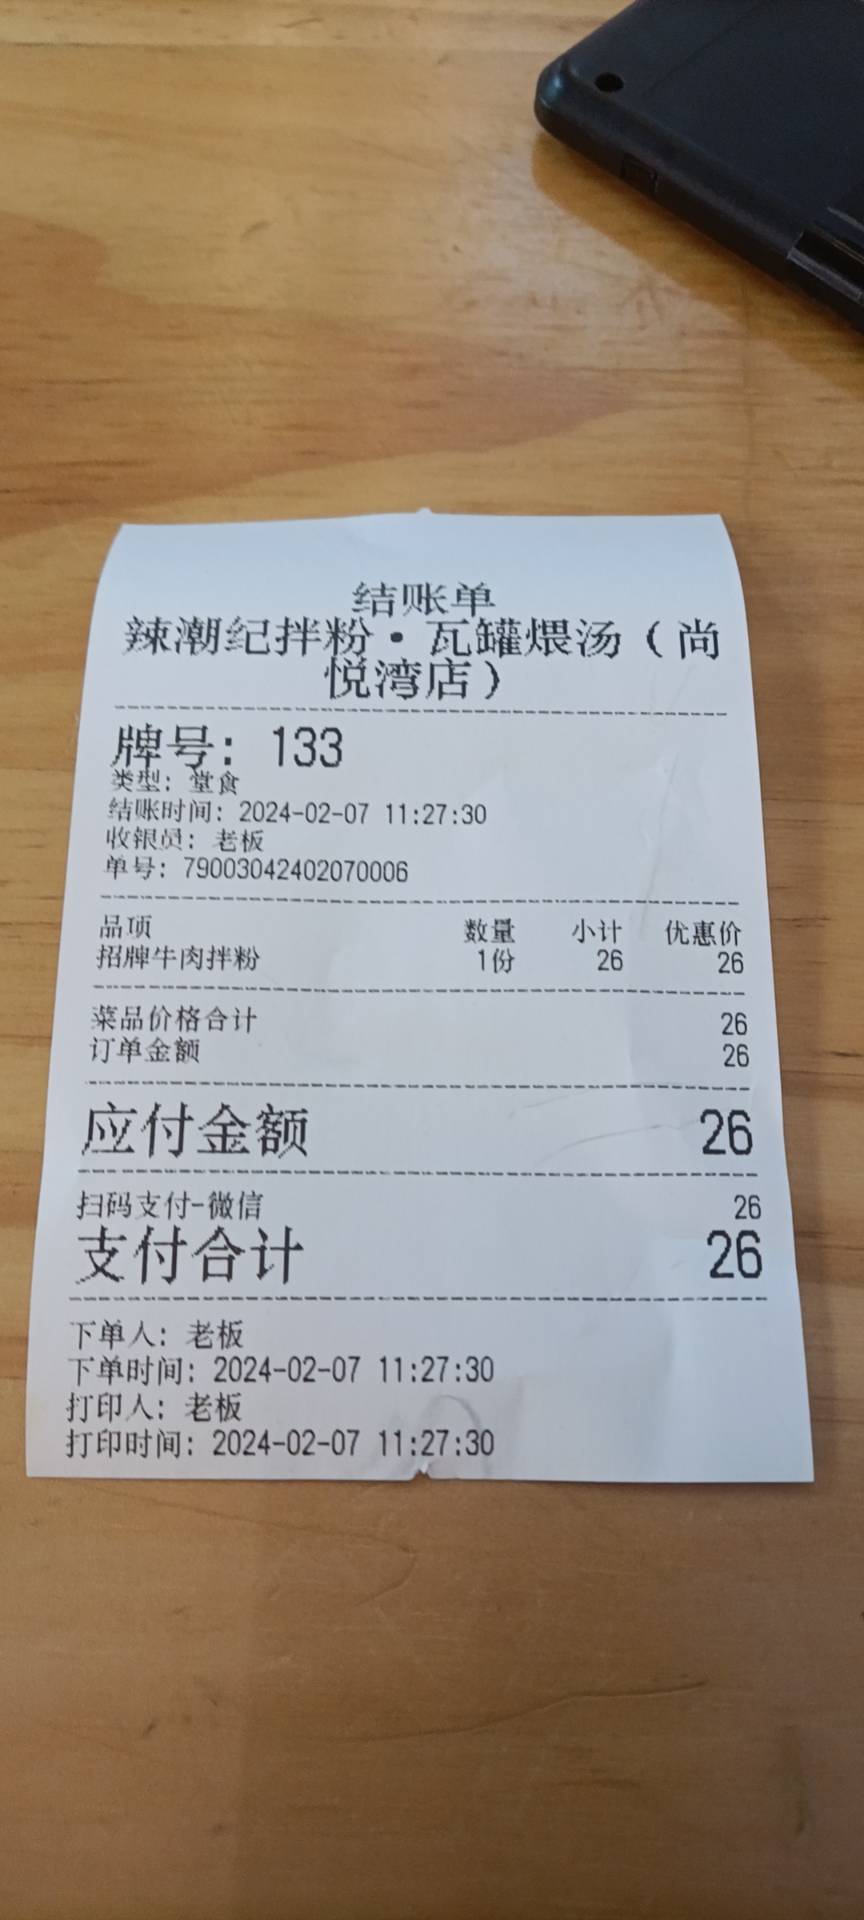 结账单
辣潮纪拌粉·瓦罐煨汤（尚
悦湾店）
牌号：133
类型：堂食
结账时间：2024-02-07 11:27:30
收银员：老板
单号：79003042402070006
品项 数量 小计 优惠价
招牌牛肉拌粉 1份 26 26
菜品价格合计 26
订单金额 26
应付金额 26
扫码支付-微信 26
支付合计 26
下单人：老板
下单时间：2024-02-07 11:27:30
打印人：老板
打印时间：2024-02-07 11:27:30